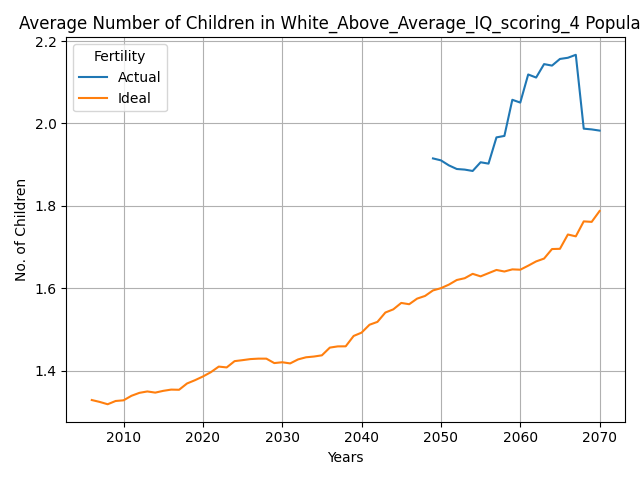 Average Number of Children in White_Above_Average_IQ_scoring_4 Popula
Fertility
Actual
Ideal
2.2
2.0
1.8
1.6
1.4
No. of Children
2010 2020 2030 2040 2050 2060 2070
Years